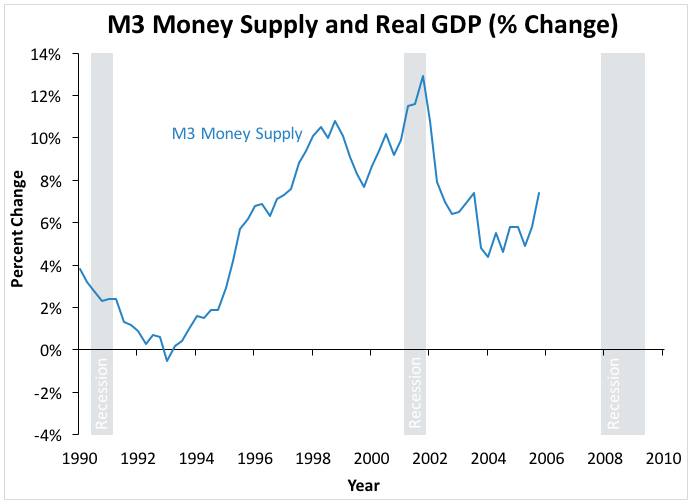 M3 Money Supply and Real GDP (% Change)
14%
12%
10%
8%
6%
4%
2%
0%
-2%
-4%
Percent Change
M3 Money Supply
Recession
Recession
Recession
1990 1992 1994 1996 1998 2000 2002 2004 2006 2008 2010
Year